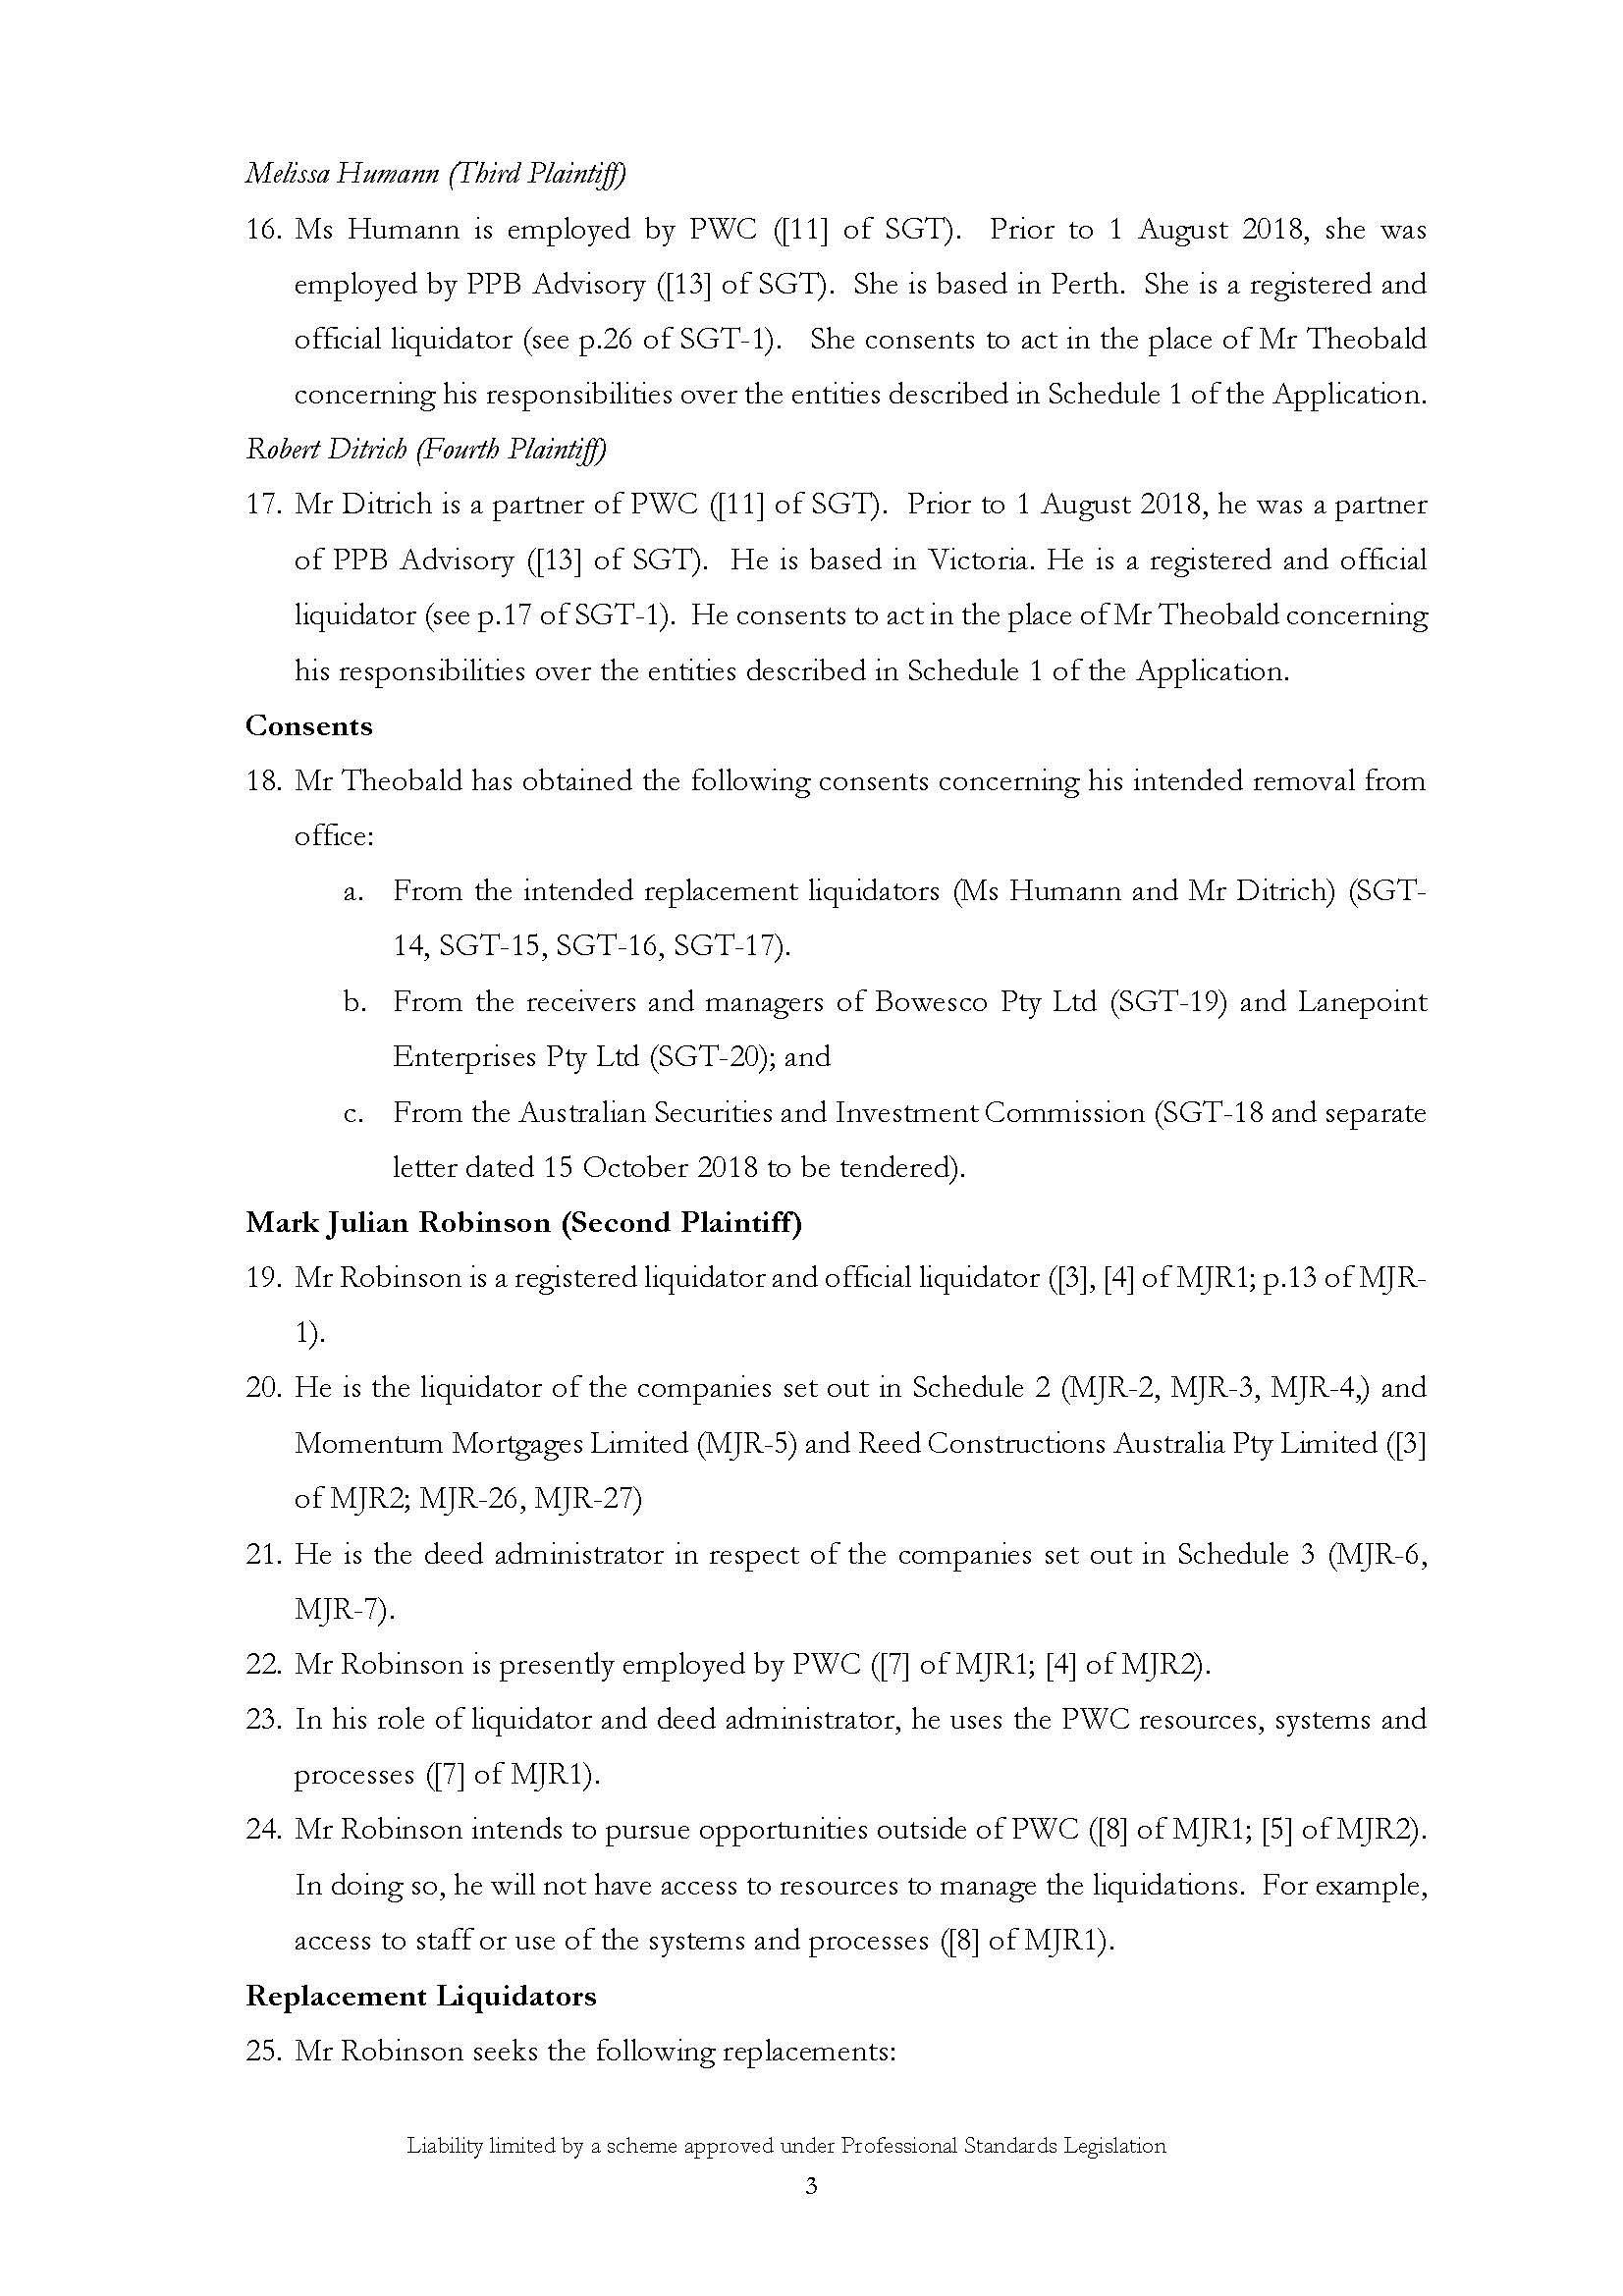 Melissa Humann (Third Plaintiff)
16. Ms Humann is employed by PWC ([11] of SGT). Prior to 1 August 2018, she was
employed by PPB Advisory ([13] of SGT). She is based in Perth. She is a registered and
official liquidator (see p.26 of SGT-1). She consents to act in the place of Mr Theobald
concerning his responsibilities over the entities described in Schedule 1 of the Application.
Robert Ditrich (Fourth Plaintiff)
17. Mr Ditrich is a partner of PWC ([11] of SGT). Prior to 1 August 2018, he was a partner
of PPB Advisory ([13] of SGT). He is based in Victoria. He is a registered and official
liquidator (see p.17 of SGT-1). He consents to act in the place of Mr Theobald concerning
his responsibilities over the entities described in Schedule 1 of the Application.
Consents
18. Mr Theobald has obtained the following consents concerning his intended removal from
office:
a. From the intended replacement liquidators (Ms Humann and Mr Ditrich) (SGT-
14, SGT-15, SGT-16, SGT-17).
b. From the receivers and managers of Bowesco Pty Ltd (SGT-19) and Lanepoint
Enterprises Pty Ltd (SGT-20); and
c. From the Australian Securities and Investment Commission (SGT-18 and separate
letter dated 15 October 2018 to be tendered).
Mark Julian Robinson (Second Plaintiff)
19. Mr Robinson is a registered liquidator and official liquidator ([3], [4] of MJR1; p.13 of MJR-
1).
20. He is the liquidator of the companies set out in Schedule 2 (MJR-2, MJR-3, MJR-4,) and
Momentum Mortgages Limited (MJR-5) and Reed Constructions Australia Pty Limited ([3]
of MJR2; MJR-26, MJR-27)
21. He is the deed administrator in respect of the companies set out in Schedule 3 (MJR-6,
MJR-7).
22. Mr Robinson is presently employed by PWC ([7] of MJR1; [4] of MJR2).
23. In his role of liquidator and deed administrator, he uses the PWC resources, systems and
processes ([7] of MJR1).
24. Mr Robinson intends to pursue opportunities outside of PWC ([8] of MJR1; [5] of MJR2).
In doing so, he will not have access to resources to manage the liquidations. For example,
access to staff or use of the systems and processes ([8] of MJR1).
Replacement Liquidators
25. Mr Robinson seeks the following replacements:
Liability limited by a scheme approved under Professional Standards Legislation
3